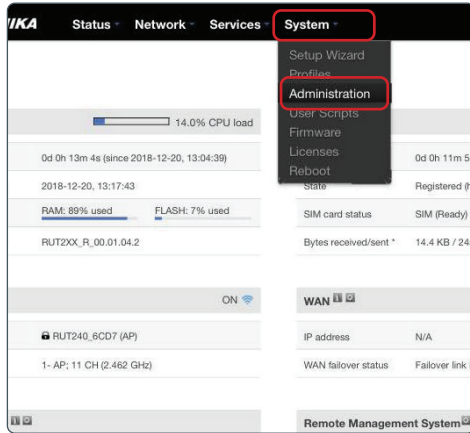 IKA Status Network Services System
Setup Wizard
Profiles
Administration
User Scripts
Firmware
Licenses
Reboot
14.0% CPU load
0d 0h 13m 4s (since 2018-12-20, 13:04:39)
0d 0h 11m 5
2018-12-20, 13:17:43
State Registered (
RAM: 89% used FLASH: 7% used
SIM card status SIM (Ready)
RUT2XX_R_00.01.04.2
Bytes received/sent * 14.4 KB / 24
ON
WAN
RUT240_6CD7 (AP)
IP address N/A
1- AP; 11 CH (2.462 GHz)
WAN failover status Failover link
Remote Management System